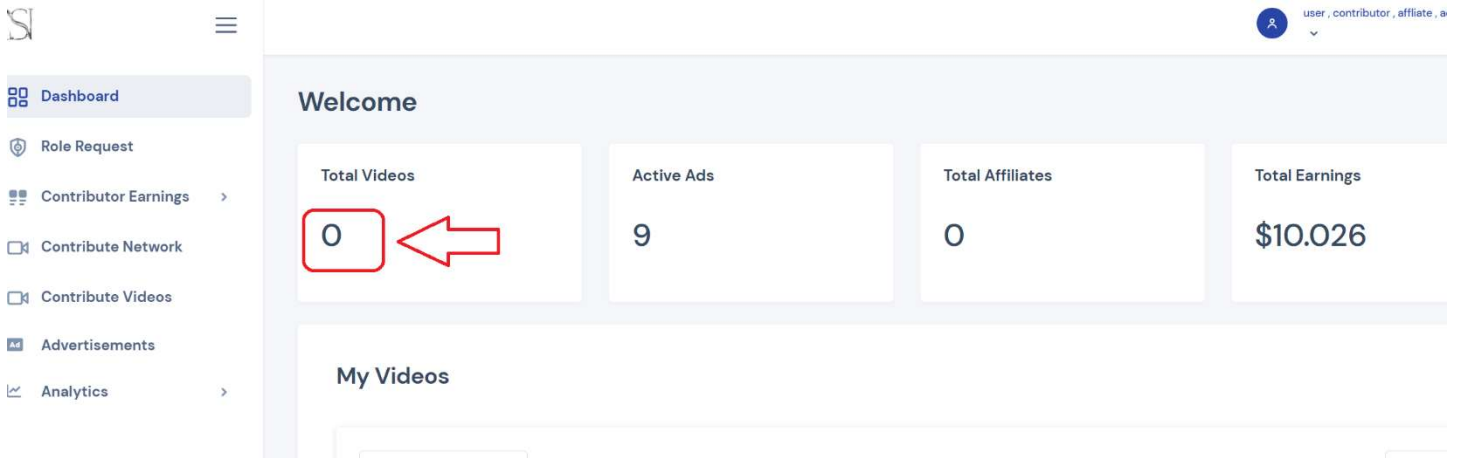 SI
user , contributor , affliate ,
Dashboard
Role Request
Contributor Earnings
Contribute Network
Contribute Videos
Ad Advertisements
Analytics
Welcome
Total Videos
0
Active Ads
9
Total Affiliates
0
Total Earnings
$10.026
My Videos